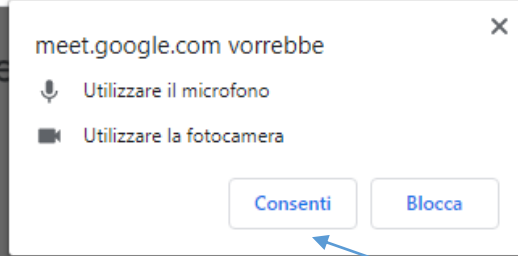 meet.google.com vorrebbe
Utilizzare il microfono
Utilizzare la fotocamera
Consenti Blocca